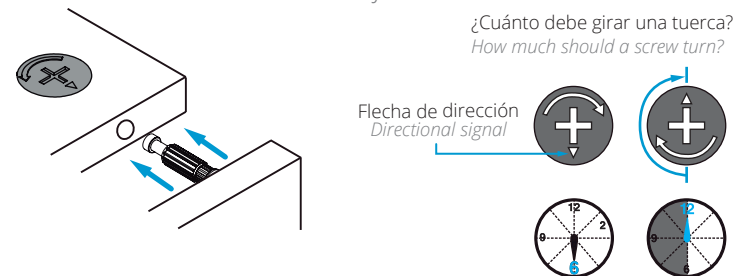 ¿Cuánto debe girar una tuerca?
How much should a screw turn?
Flecha de dirección
Directional signal
12
2
9
6
12
9
6